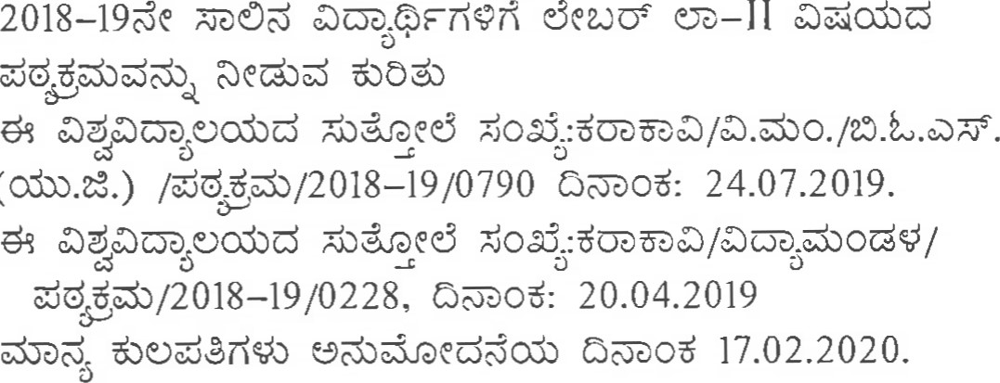 2018–19ನೇ ಸಾಲಿನ ವಿದ್ಯಾರ್ಥಿಗಳಿಗೆ ಲೇಬರ್ ಲಾ–II ವಿಷಯದ
ಪಠ್ಯಕ್ರಮವನ್ನು ನೀಡುವ ಕುರಿತು
ಈ ವಿಶ್ವವಿದ್ಯಾಲಯದ ಸುತ್ತೋಲೆ ಸಂಖ್ಯೆ:ಕರಾಕಾವಿ/ವಿ.ಮಂ./ಬಿ.ಓ.ಎಸ್.
(ಯು.ಜಿ.) /ಪಠ್ಯಕ್ರಮ/2018–19/0790 ದಿನಾಂಕ: 24.07.2019.
ಈ ವಿಶ್ವವಿದ್ಯಾಲಯದ ಸುತ್ತೋಲೆ ಸಂಖ್ಯೆ:ಕರಾಕಾವಿ/ವಿದ್ಯಾಮಂಡಳ/
ಪಠ್ಯಕ್ರಮ/2018–19/0228, ದಿನಾಂಕ: 20.04.2019
ಮಾನ್ಯ ಕುಲಪತಿಗಳು ಅನುಮೋದನೆಯ ದಿನಾಂಕ 17.02.2020.